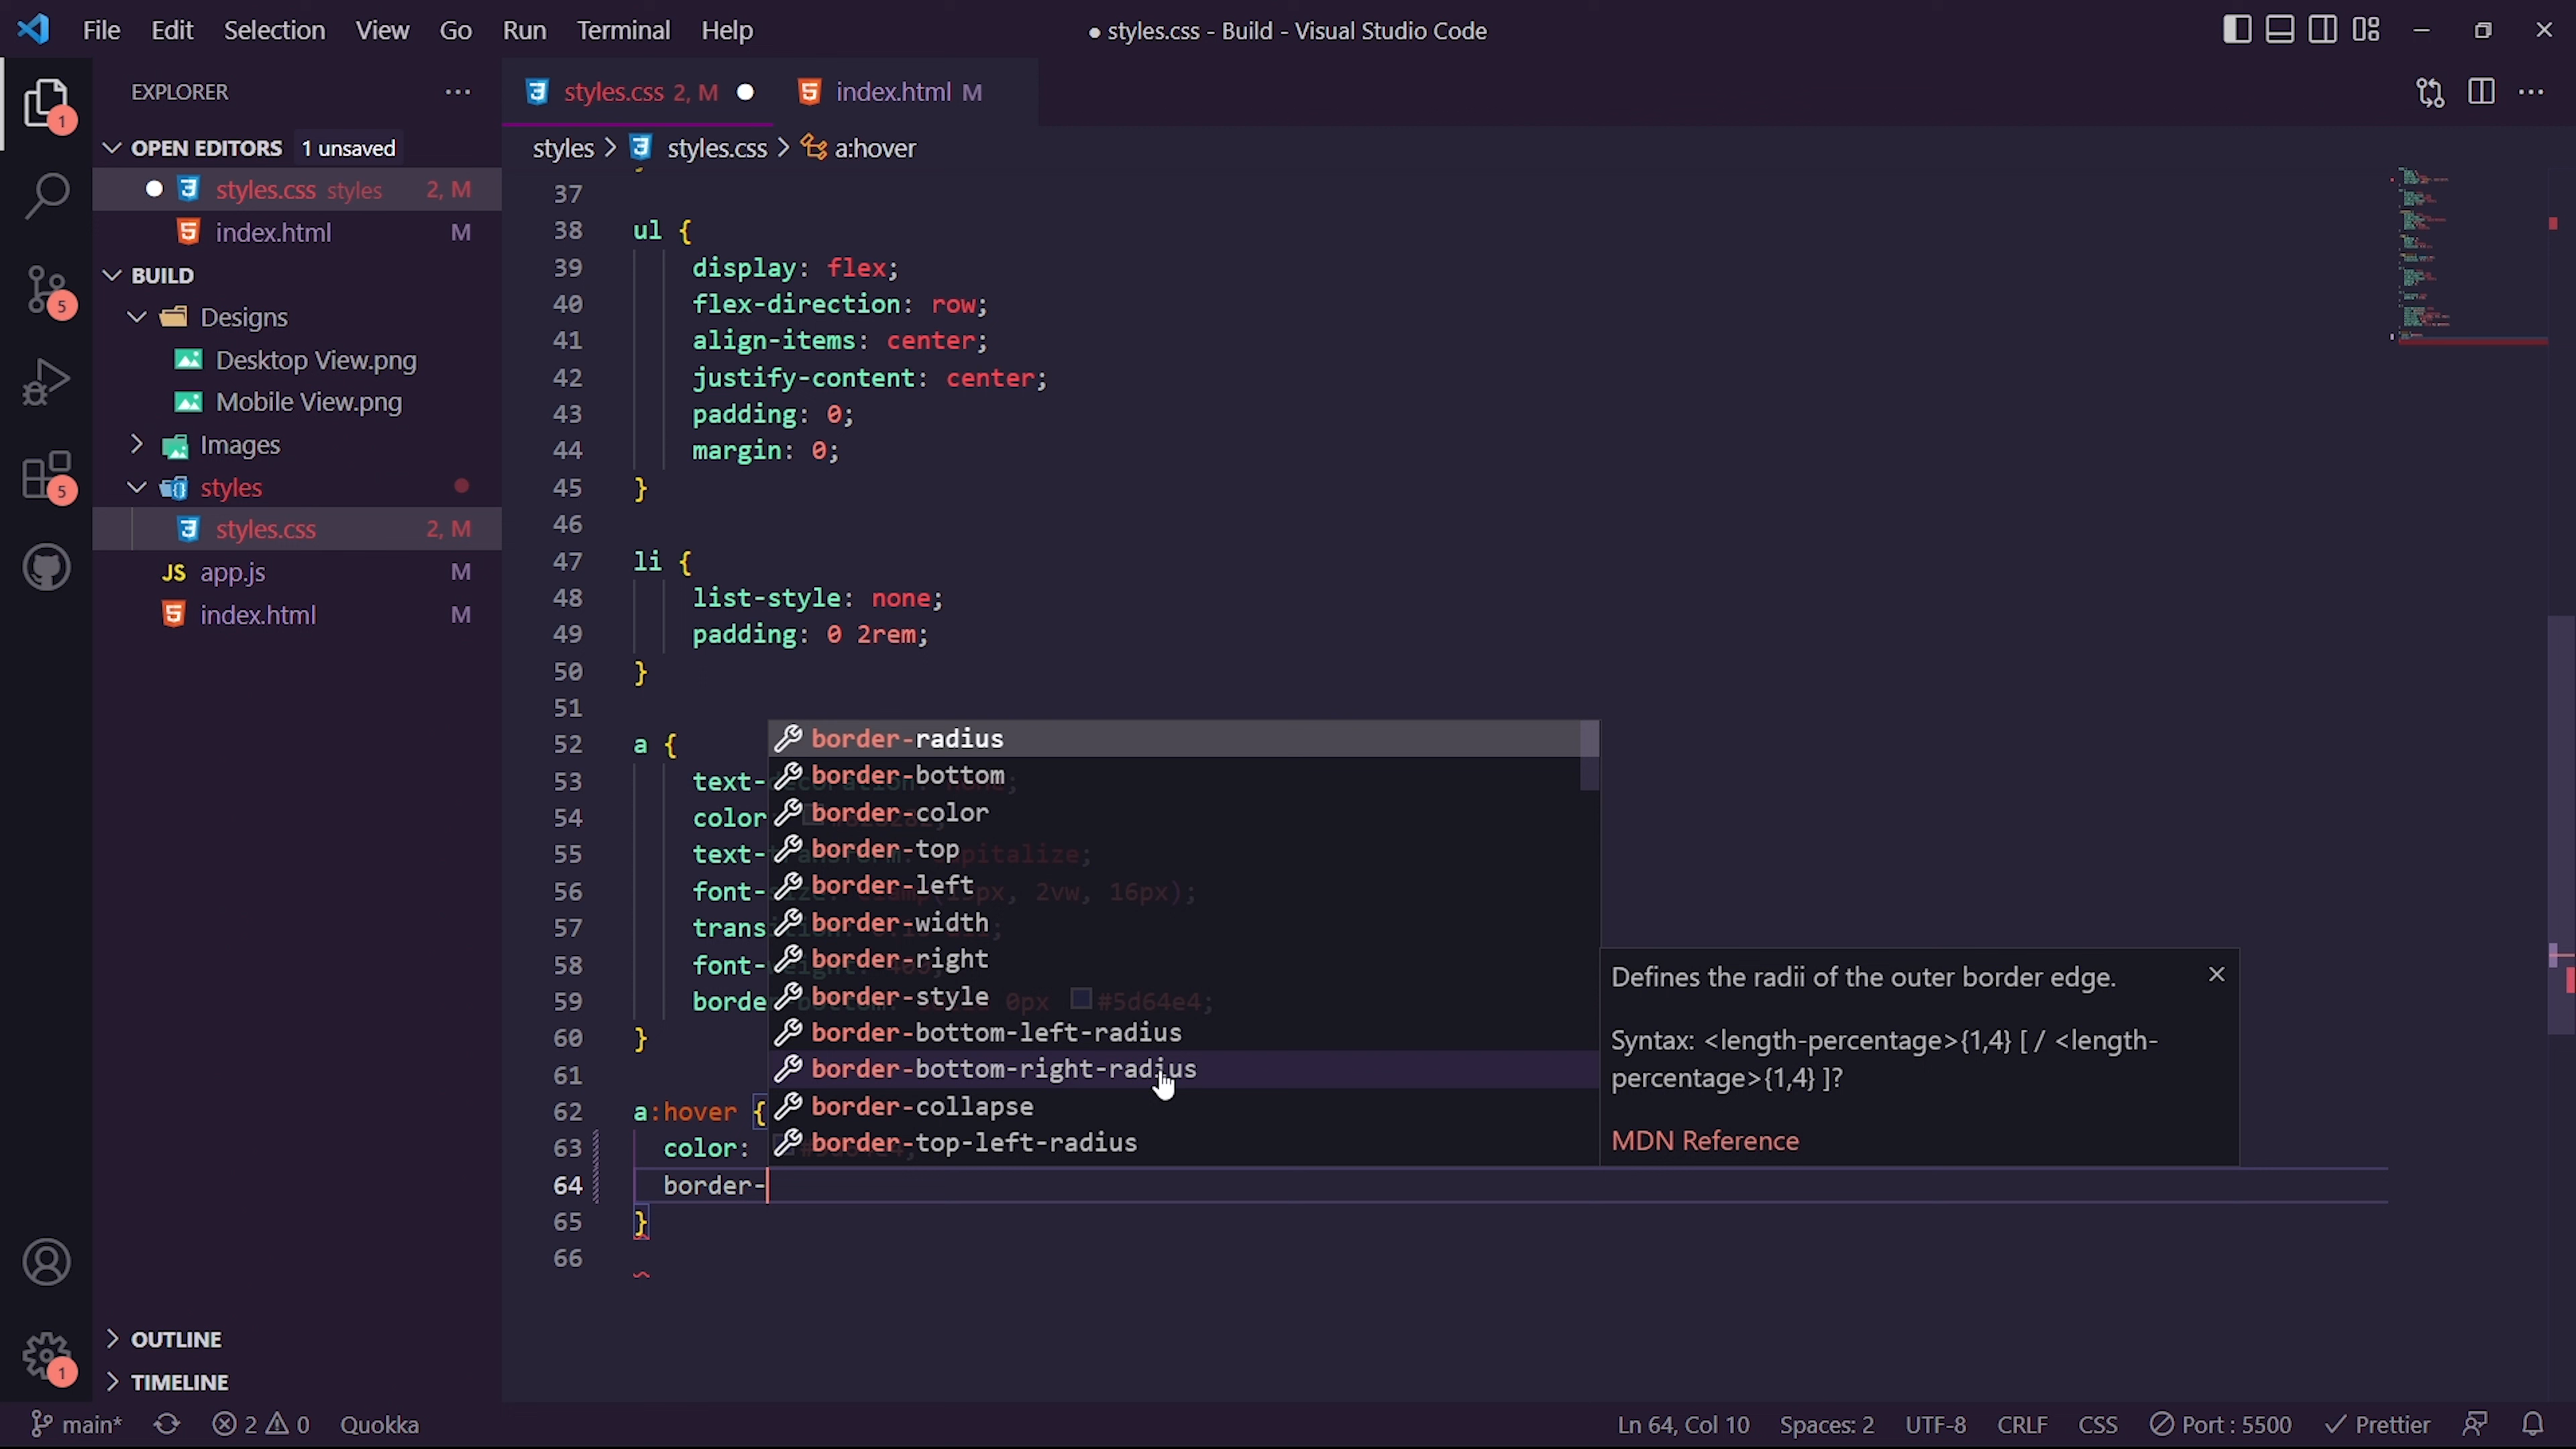 File Edit Selection View Go Run Terminal Help
● styles.css - Build - Visual Studio Code
EXPLORER
OPEN EDITORS 1 unsaved
styles.css styles 2, M
index.html M
BUILD
Designs
Desktop View.png
Mobile View.png
Images
styles
styles.css 2, M
JS app.js M
index.html M
OUTLINE
TIMELINE
1
5
5
1
styles.css 2, M
index.html M
styles > styles.css > a:hover
37
38 ul {
39 display: flex;
40 flex-direction: row;
41 align-items: center;
42 justify-content: center;
43 padding: 0;
44 margin: 0;
45 }
46
47 li {
48 list-style: none;
49 padding: 0 2rem;
50 }
51
52 a {
53 text-
54 color
55 text-
56 font-
57 trans
58 font-
59 borde 0px #5d64e4;
60 }
61
62 a:hover {
63 color:
64 border-
65 }
66
border-radius
border-bottom
border-color
border-top
border-left
border-width
border-right
border-style
border-bottom-left-radius
border-bottom-right-radius
border-collapse
border-top-left-radius
Defines the radii of the outer border edge.
Syntax: <length-percentage>{1,4} [ / <length-
percentage>{1,4} ]?
MDN Reference
main* 2 0 Quokka
Ln 64, Col 10 Spaces: 2 UTF-8 CRLF CSS Port : 5500 Prettier